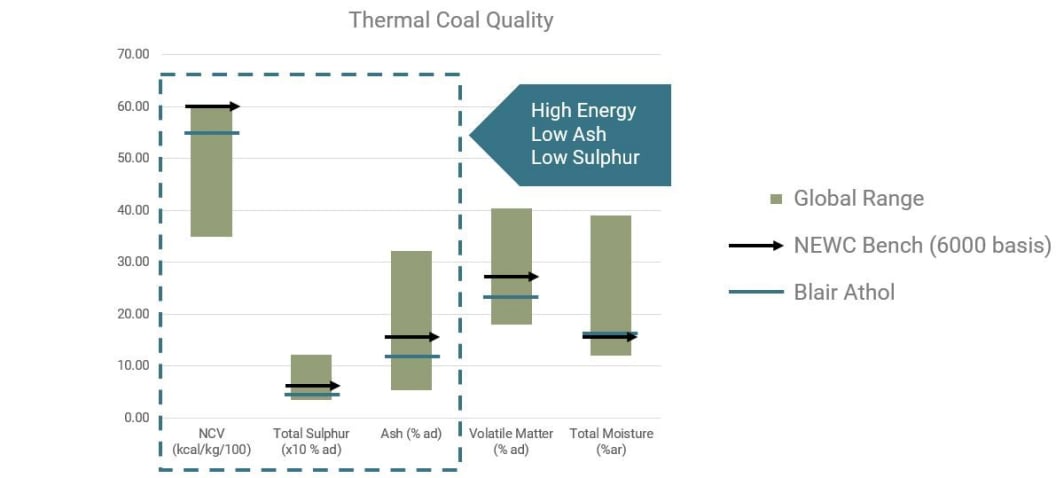 Thermal Coal Quality
70.00
60.00
50.00
40.00
30.00
20.00
10.00
0.00
High Energy
Low Ash
Low Sulphur
Global Range
NEWC Bench (6000 basis)
Blair Athol
NCV
(kcal/kg/100)
Total Sulphur
(x10 % ad)
Ash (% ad)
Volatile Matter
(% ad)
Total Moisture
(%ar)